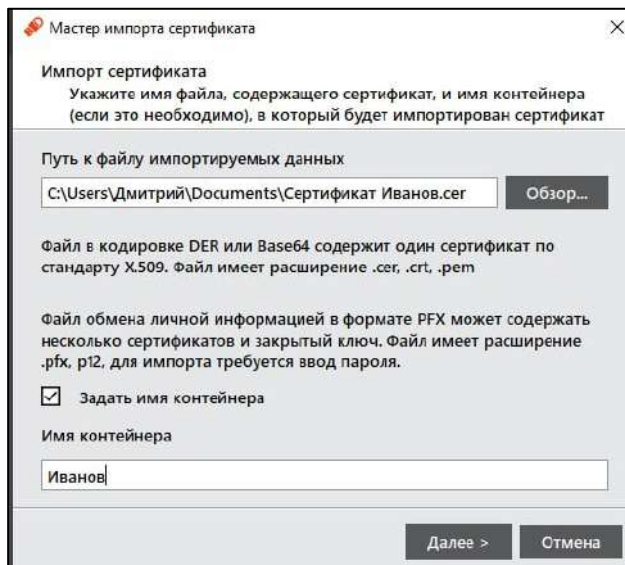 Мастер импорта сертификата
Импорт сертификата
Укажите имя файла, содержащего сертификат, и имя контейнера
(если это необходимо), в который будет импортирован сертификат
Путь к файлу импортируемых данных
C:\Users\Дмитрий\Documents\Сертификат Иванов.cer
Обзор...
Файл в кодировке DER или Base64 содержит один сертификат по
стандарту X.509. Файл имеет расширение .cer, .crt, .pem
Файл обмена личной информацией в формате PFX может содержать
несколько сертификатов и закрытый ключ. Файл имеет расширение
.pfx, p12, для импорта требуется ввод пароля.
Задать имя контейнера
Имя контейнера
Иванов
Далее >
Отмена